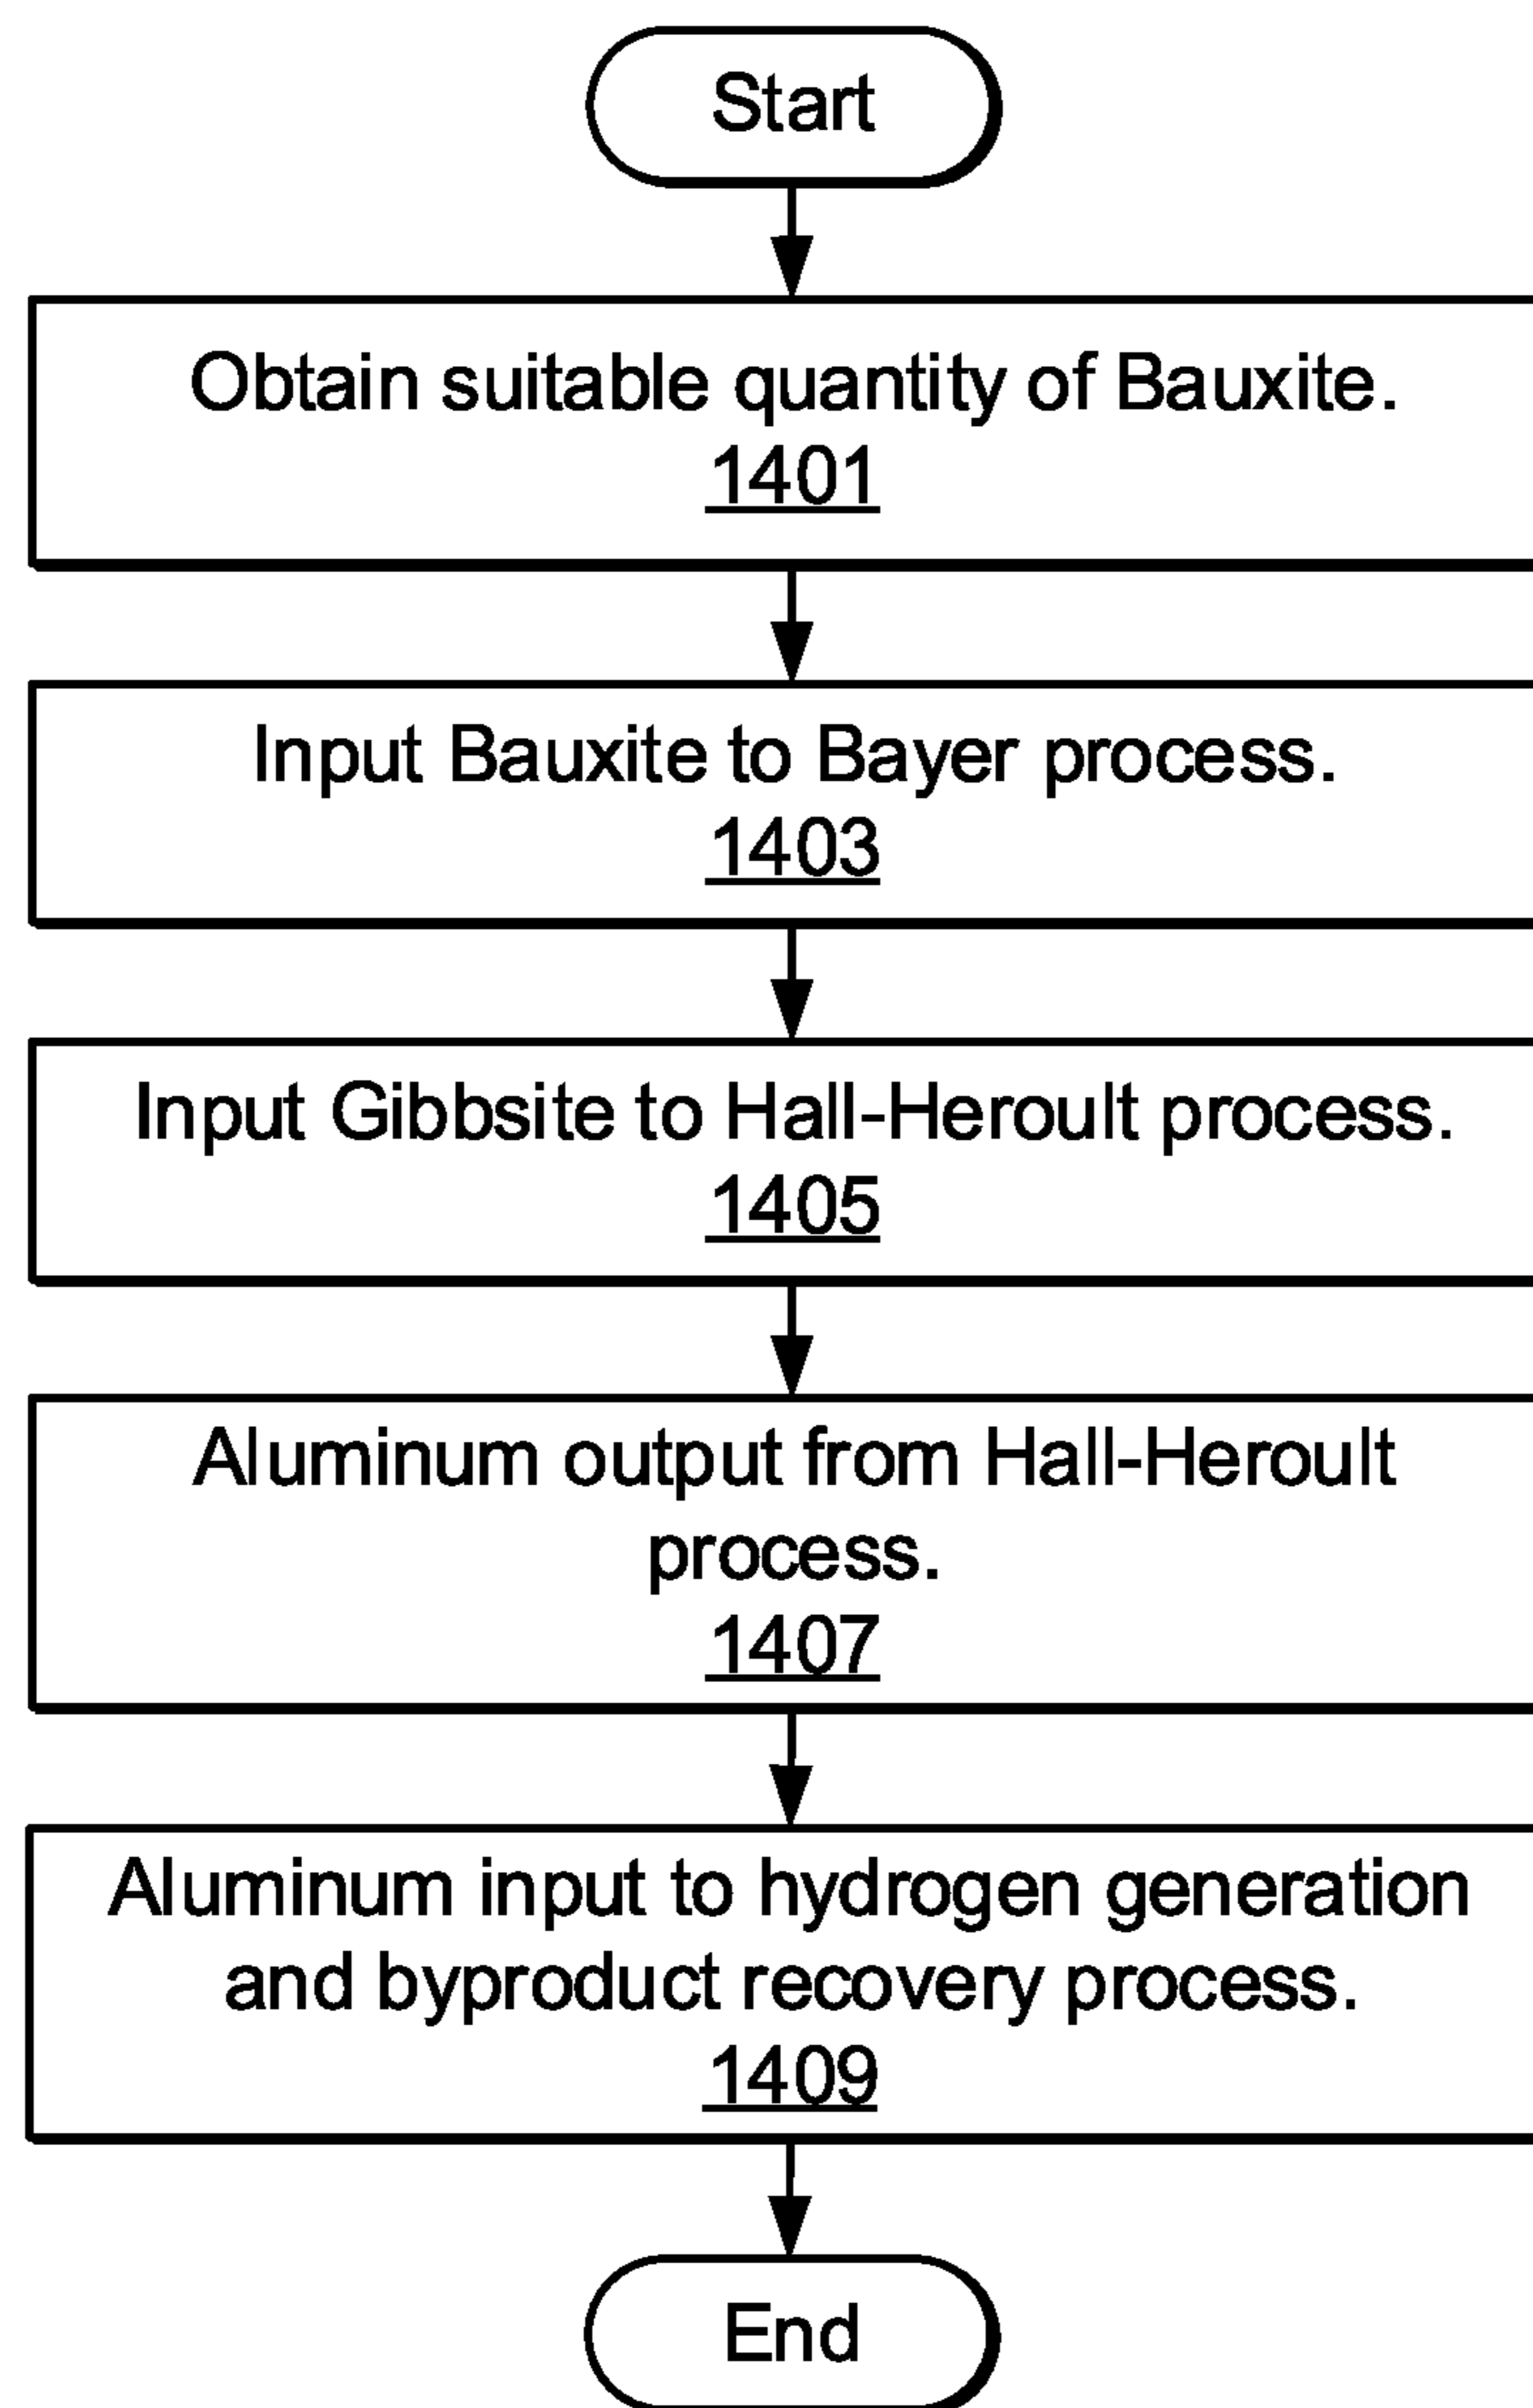 Start
Obtain suitable quantity of Bauxite.
1401
Input Bauxite to Bayer process.
1403
Input Gibbsite to Hall-Heroult process.
1405
Aluminum output from Hall-Heroult
process.
1407
Aluminum input to hydrogen generation
and byproduct recovery process.
1409
End